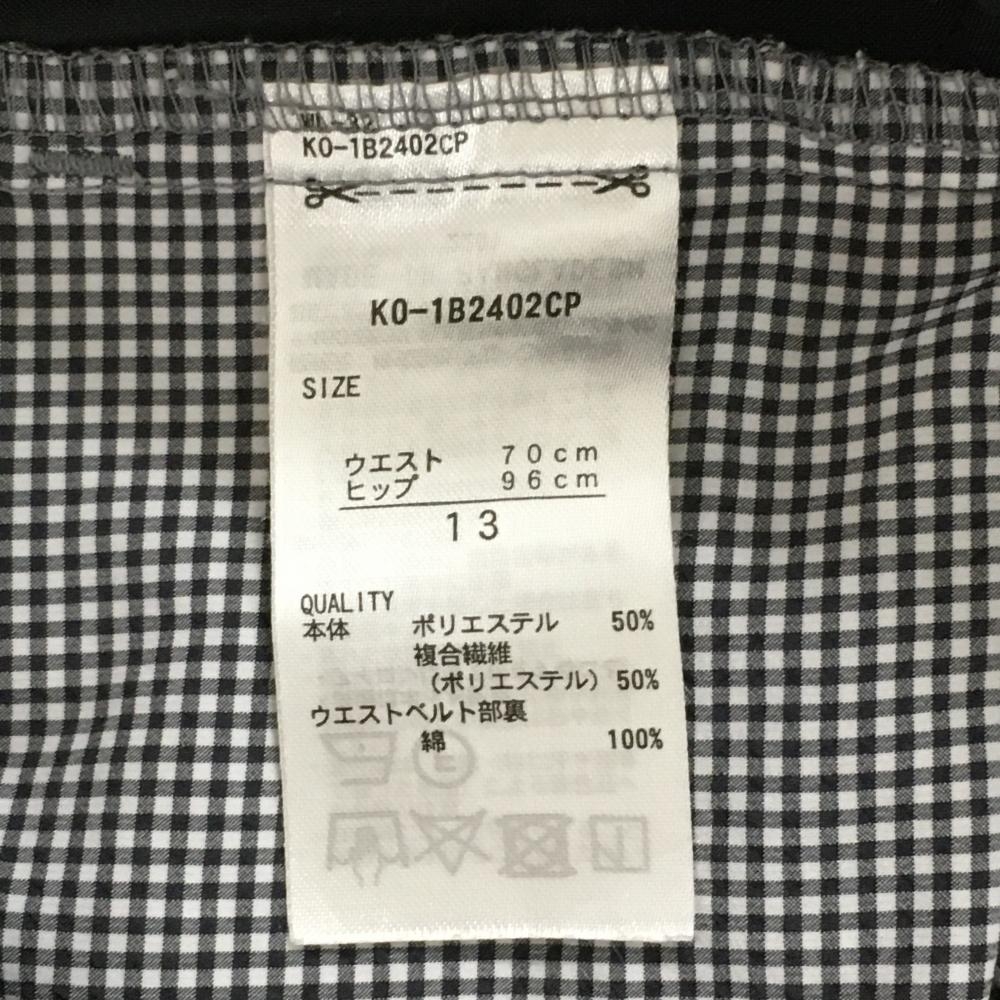 KO-1B2402CP
KO-1B2402CP
SIZE
ウエスト 70cm
ヒップ 96cm
13
QUALITY
本体 ポリエステル 50%
複合繊維
(ポリエステル) 50%
ウエストベルト部裏
綿 100%